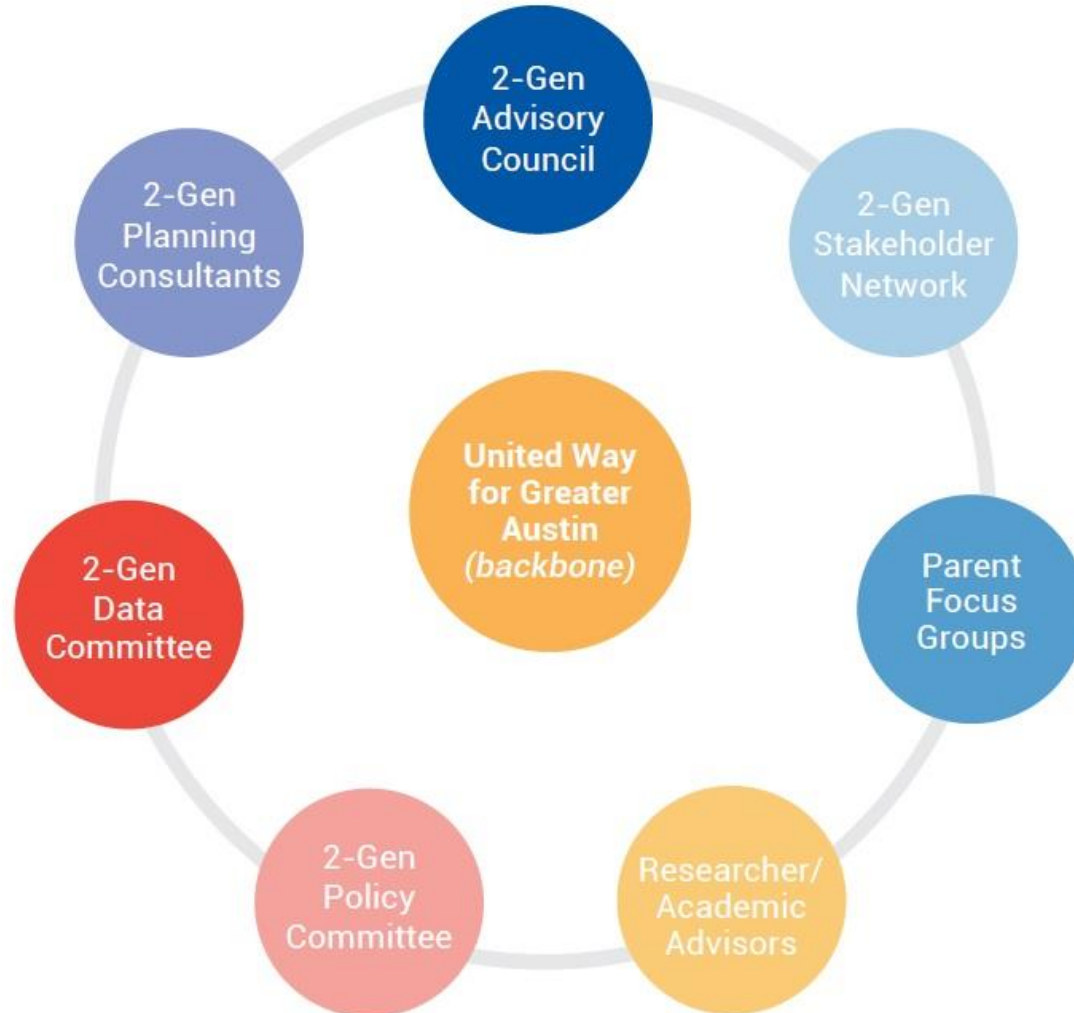 2-Gen
Advisory
Council
2-Gen
Stakeholder
Network
Parent
Focus
Groups
Researcher/
Academic
Advisors
2-Gen
Policy
Committee
2-Gen
Data
Committee
2-Gen
Planning
Consultants
United Way
for Greater
Austin
(backbone)